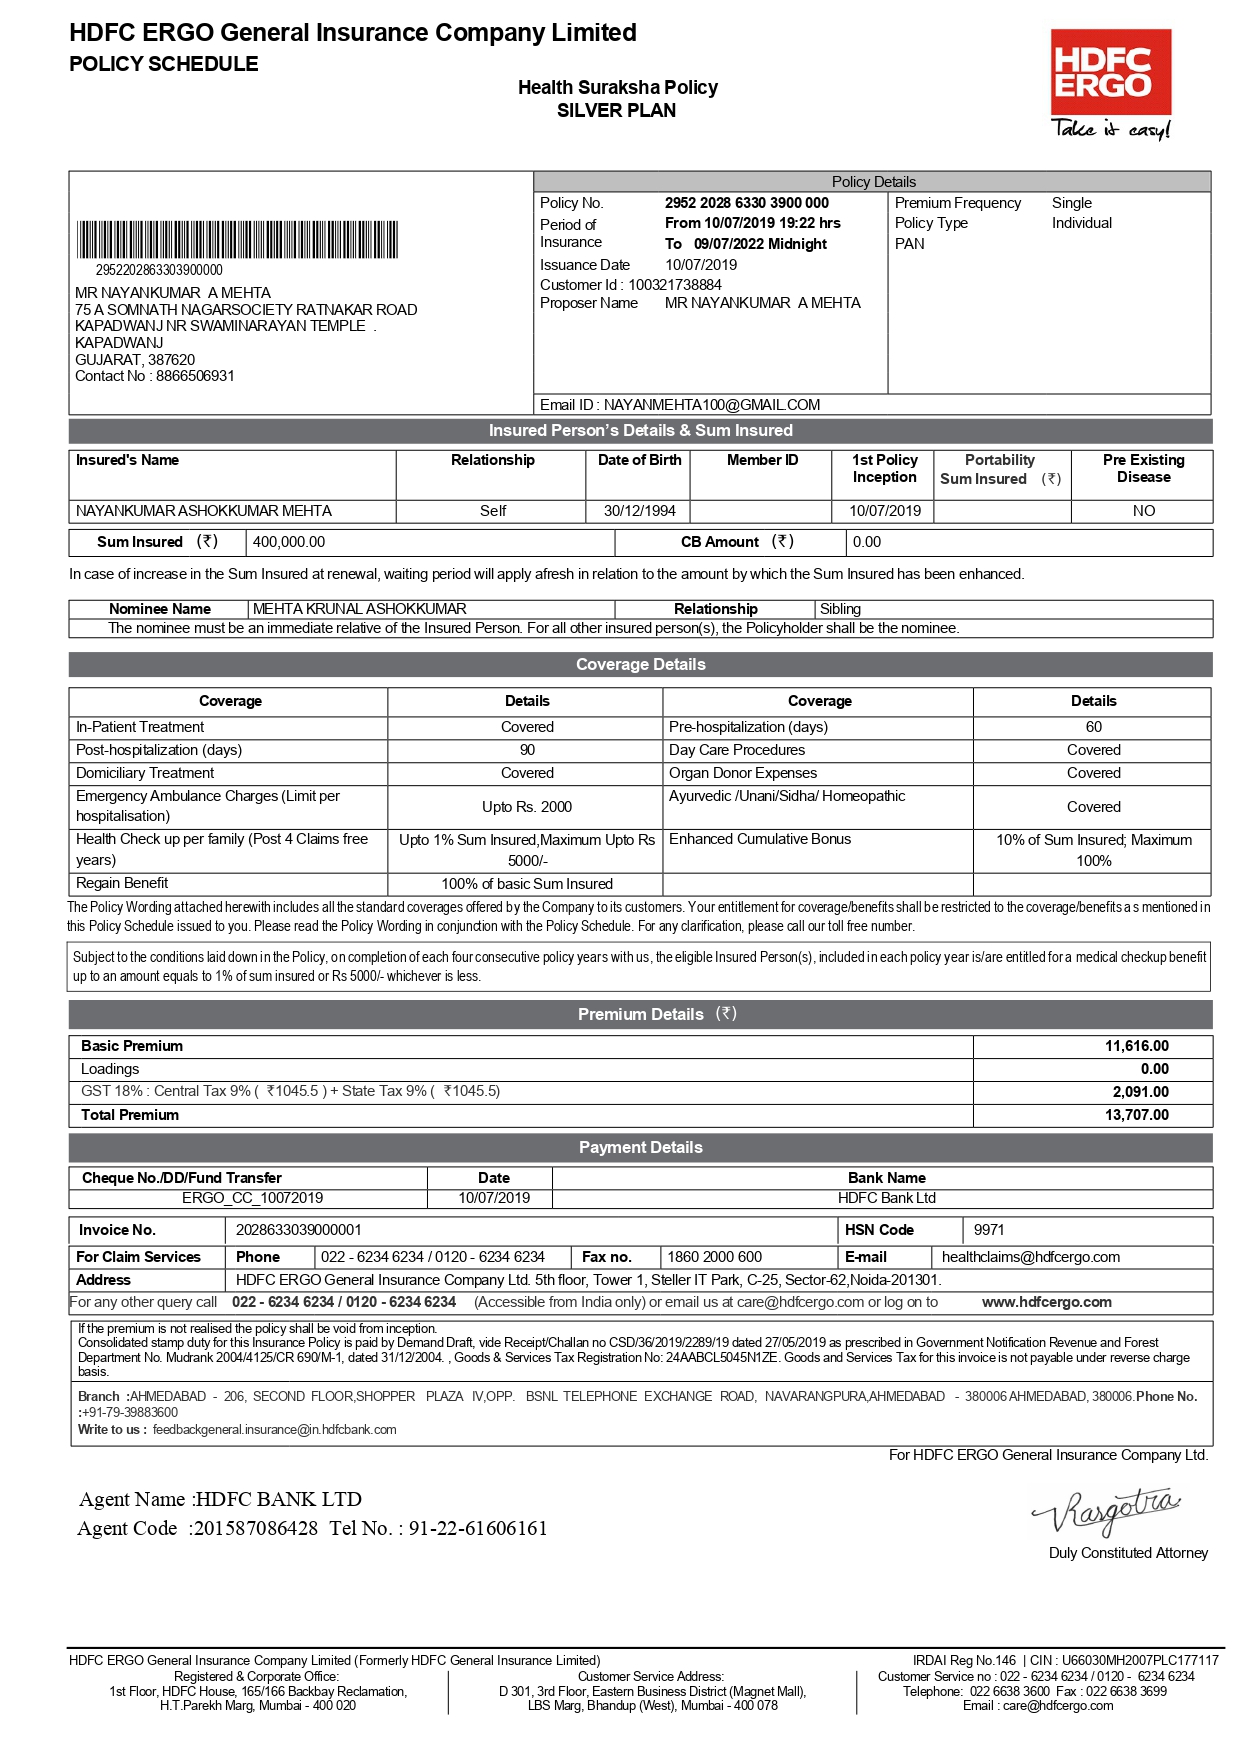 HDFC ERGO General Insurance Company Limited
POLICY SCHEDULE
Health Suraksha Policy
SILVER PLAN
HDFC
ERGO
Take it easy!
2952202863303900000
MR NAYANKUMAR A MEHTA
75 A SOMNATH NAGARSOCIETY RATNAKAR ROAD
KAPADWANJ NR SWAMINARAYAN TEMPLE .
KAPADWANJ
GUJARAT, 387620
Contact No : 8866506931
Policy Details
Policy No. 2952 2028 6330 3900 000 Premium Frequency Single
Period of Insurance From 10/07/2019 19:22 hrs Policy Type Individual
To 09/07/2022 Midnight PAN
Issuance Date 10/07/2019
Customer Id : 100321738884
Proposer Name MR NAYANKUMAR A MEHTA
Email ID : NAYANMEHTA100@GMAIL.COM
Insured Person's Details & Sum Insured
Insured's Name Relationship Date of Birth Member ID 1st Policy Inception Portability Sum Insured (₹) Pre Existing Disease
NAYANKUMAR ASHOKKUMAR MEHTA Self 30/12/1994 10/07/2019 NO
Sum Insured (₹) 400,000.00 CB Amount (₹) 0.00
In case of increase in the Sum Insured at renewal, waiting period will apply afresh in relation to the amount by which the Sum Insured has been enhanced.
Nominee Name MEHTA KRUNAL ASHOKKUMAR Relationship Sibling
The nominee must be an immediate relative of the Insured Person. For all other insured person(s), the Policyholder shall be the nominee.
Coverage Details
Coverage Details Coverage Details
In-Patient Treatment Covered Pre-hospitalization (days) 60
Post-hospitalization (days) 90 Day Care Procedures Covered
Domiciliary Treatment Covered Organ Donor Expenses Covered
Emergency Ambulance Charges (Limit per hospitalisation) Upto Rs. 2000 Ayurvedic /Unani/Sidha/ Homeopathic Covered
Health Check up per family (Post 4 Claims free years) Upto 1% Sum Insured,Maximum Upto Rs 5000/- Enhanced Cumulative Bonus 10% of Sum Insured; Maximum 100%
Regain Benefit 100% of basic Sum Insured
The Policy Wording attached herewith includes all the standard coverages offered by the Company to its customers. Your entitlement for coverage/benefits shall be restricted to the coverage/benefits a s mentioned in
this Policy Schedule issued to you. Please read the Policy Wording in conjunction with the Policy Schedule. For any clarification, please call our toll free number.
Subject to the conditions laid down in the Policy, on completion of each four consecutive policy years with us, the eligible Insured Person(s), included in each policy year is/are entitled for a medical checkup benefit
up to an amount equals to 1% of sum insured or Rs 5000/- whichever is less.
Premium Details (₹)
Basic Premium 11,616.00
Loadings 0.00
GST 18% : Central Tax 9% ( ₹1045.5 ) + State Tax 9% ( ₹1045.5) 2,091.00
Total Premium 13,707.00
Payment Details
Cheque No./DD/Fund Transfer Date Bank Name
ERGO_CC_10072019 10/07/2019 HDFC Bank Ltd
Invoice No. 2028633039000001 HSN Code 9971
For Claim Services Phone 022 - 6234 6234 / 0120 - 6234 6234 Fax no. 1860 2000 600 E-mail healthclaims@hdfcergo.com
Address HDFC ERGO General Insurance Company Ltd. 5th floor, Tower 1, Steller IT Park, C-25, Sector-62,Noida-201301.
For any other query call 022 - 6234 6234 / 0120 - 6234 6234 (Accessible from India only) or email us at care@hdfcergo.com or log on to www.hdfcergo.com
If the premium is not realised the policy shall be void from inception.
Consolidated stamp duty for this Insurance Policy is paid by Demand Draft, vide Receipt/Challan no CSD/36/2019/2289/19 dated 27/05/2019 as prescribed in Government Notification Revenue and Forest
Department No. Mudrank 2004/4125/CR 690/M-1, dated 31/12/2004. , Goods & Services Tax Registration No: 24AABCL5045N1ZE. Goods and Services Tax for this invoice is not payable under reverse charge
basis.
Branch :AHMEDABAD - 206, SECOND FLOOR,SHOPPER PLAZA IV,OPP. BSNL TELEPHONE EXCHANGE ROAD, NAVARANGPURA,AHMEDABAD - 380006 AHMEDABAD, 380006.Phone No.
:+91-79-39883600
Write to us : feedbackgeneral.insurance@in.hdfcbank.com
For HDFC ERGO General Insurance Company Ltd.
Agent Name :HDFC BANK LTD
Agent Code :201587086428 Tel No. : 91-22-61606161
Rargotra
Duly Constituted Attorney
HDFC ERGO General Insurance Company Limited (Formerly HDFC General Insurance Limited) IRDAI Reg No.146 | CIN : U66030MH2007PLC177117
Registered & Corporate Office:
1st Floor, HDFC House, 165/166 Backbay Reclamation,
H.T.Parekh Marg, Mumbai - 400 020
Customer Service Address:
D 301, 3rd Floor, Eastern Business District (Magnet Mall),
LBS Marg, Bhandup (West), Mumbai - 400 078
Customer Service no : 022 - 6234 6234 / 0120 - 6234 6234
Telephone: 022 6638 3600 Fax : 022 6638 3699
Email : care@hdfcergo.com